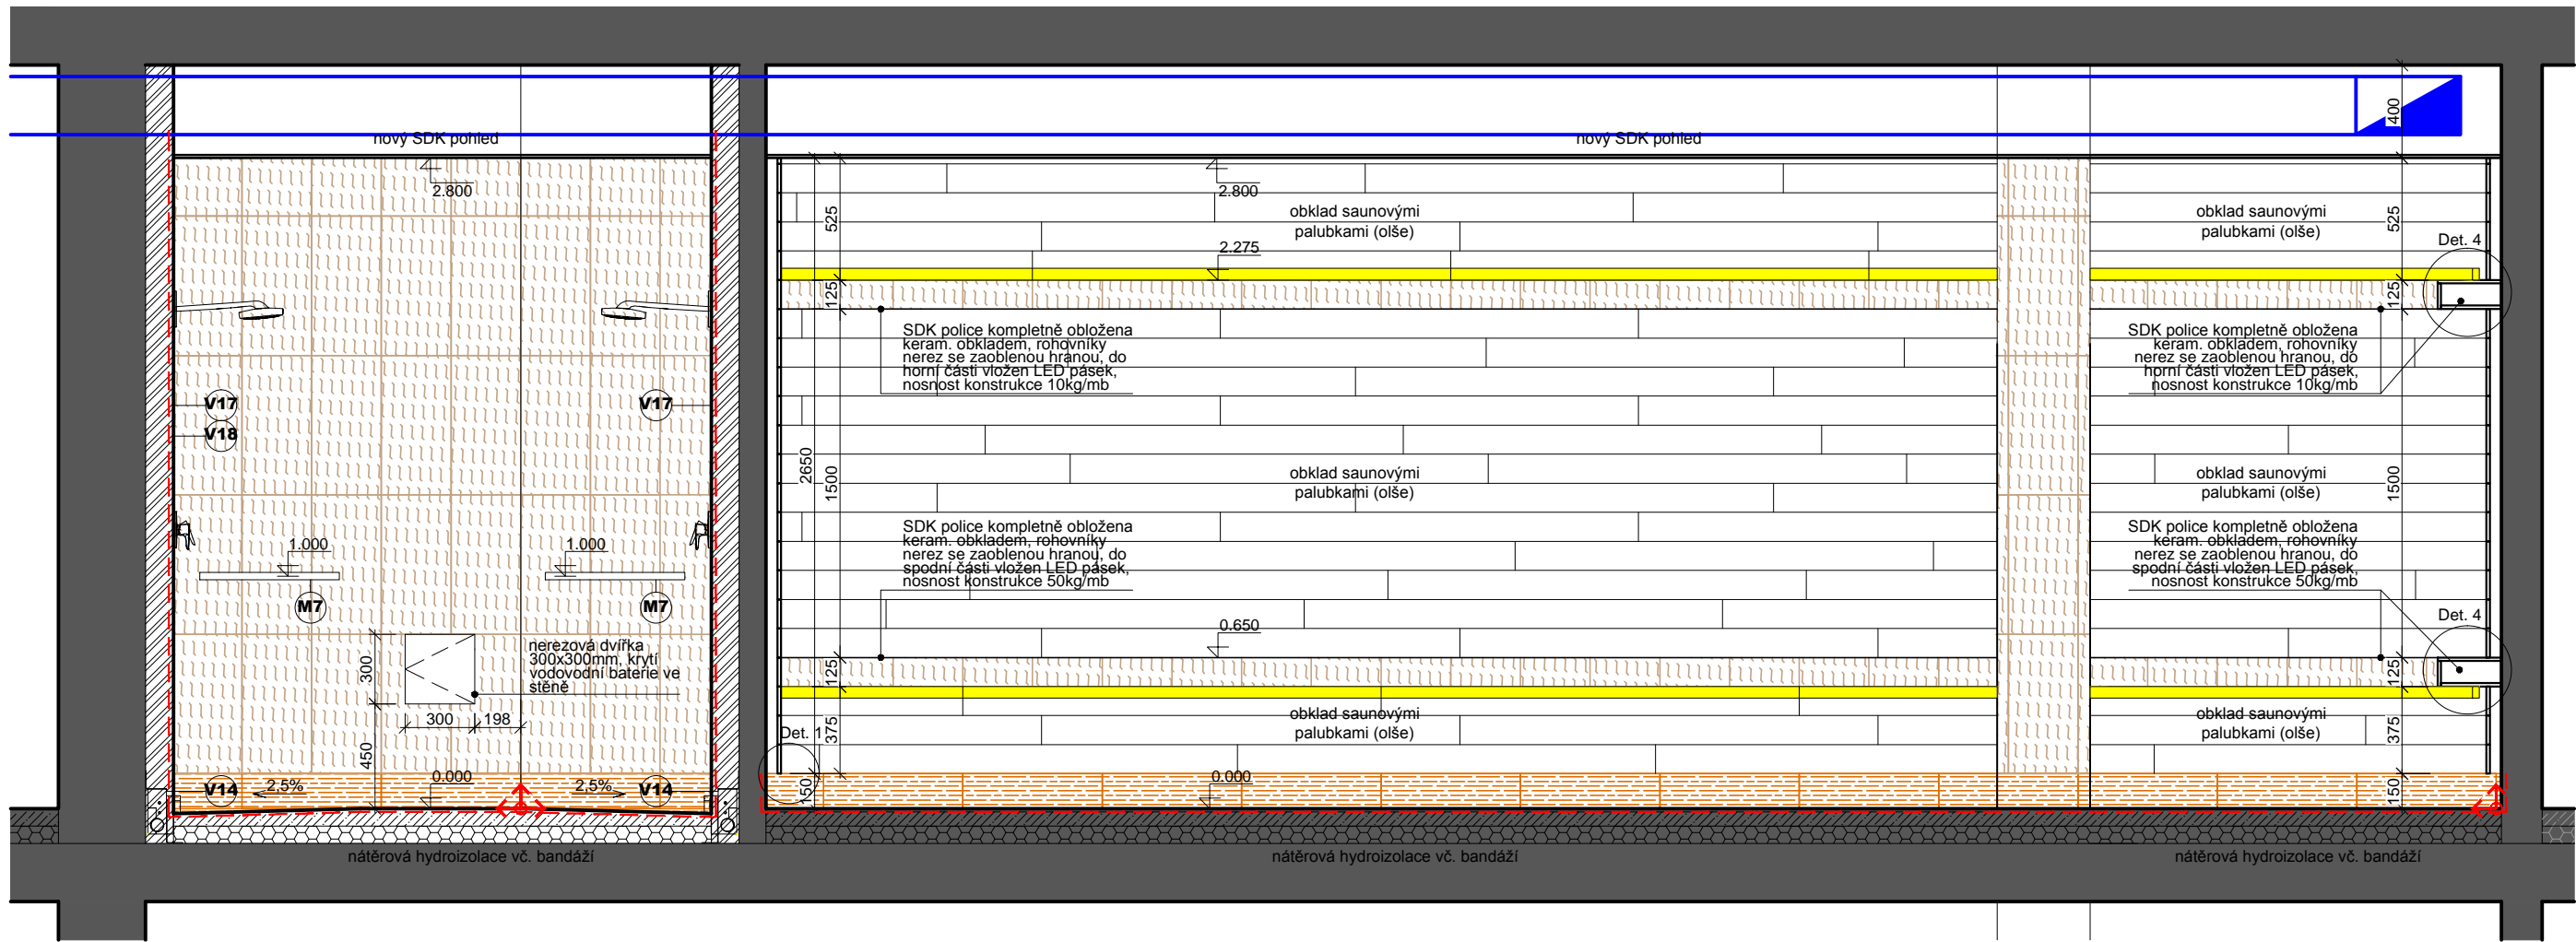 nový SDK pohled
2.800
V17
V18
V17
1.000
1.000
M7
M7
300
nerezová dvířka
300x300mm, krytí
vodovodní baterie ve
stěně
300
198
450
V14
2,5%
0.000
2,5%
V14
nátěrová hydroizolace vč. bandáží
nový SDK pohled
400
2.800
525
obklad saunovými
palubkami (olše)
2.275
125
SDK police kompletně obložena
keram. obkladem, rohovníky
nerez se zaoblenou hranou, do
horní části vložen LED pásek,
nosnost konstrukce 10kg/mb
2650
1500
obklad saunovými
palubkami (olše)
SDK police kompletně obložena
keram. obkladem, rohovníky
nerez se zaoblenou hranou, do
spodní části vložen LED pásek,
nosnost konstrukce 50kg/mb
0.650
125
obklad saunovými
palubkami (olše)
Det. 1
375
0.000
150
nátěrová hydroizolace vč. bandáží
obklad saunovými
palubkami (olše)
525
Det. 4
125
SDK police kompletně obložena
keram. obkladem, rohovníky
nerez se zaoblenou hranou, do
horní části vložen LED pásek,
nosnost konstrukce 10kg/mb
obklad saunovými
palubkami (olše)
1500
SDK police kompletně obložena
keram. obkladem, rohovníky
nerez se zaoblenou hranou, do
spodní části vložen LED pásek,
nosnost konstrukce 50kg/mb
Det. 4
125
obklad saunovými
palubkami (olše)
375
150
nátěrová hydroizolace vč. bandáží